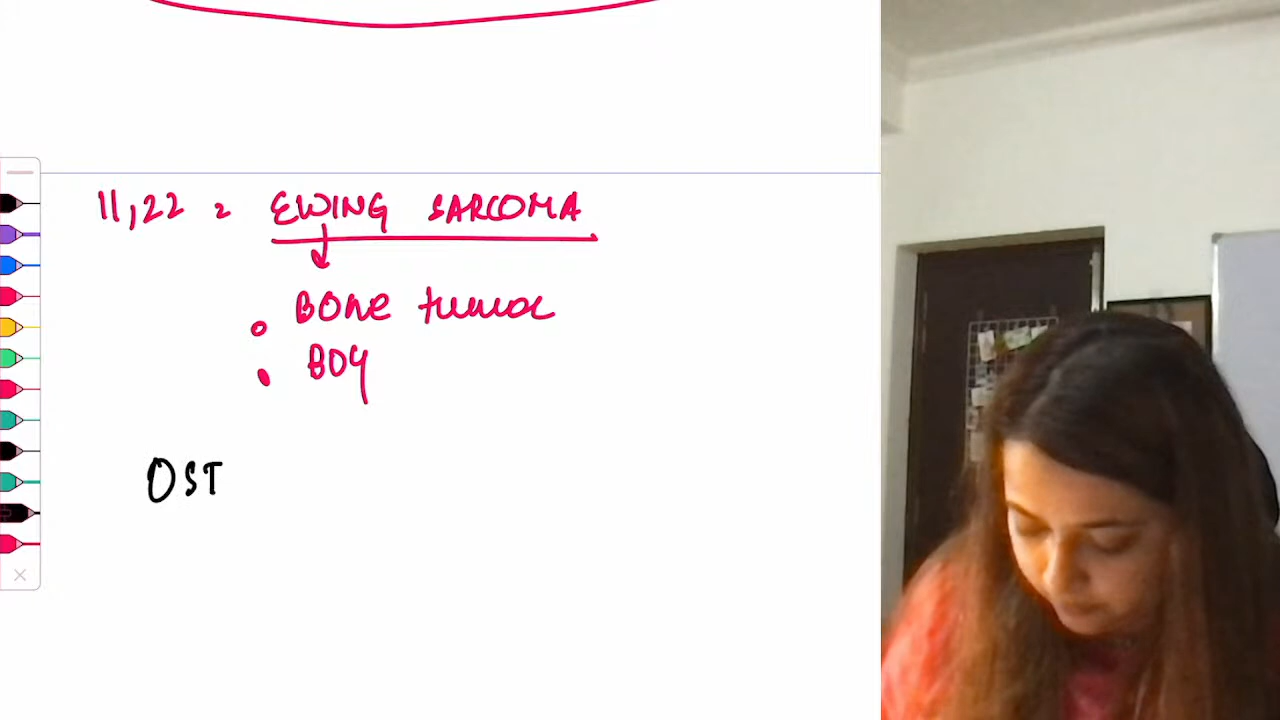 11,22 = EWING SARCOMA
BONE tumor
BOY
OST